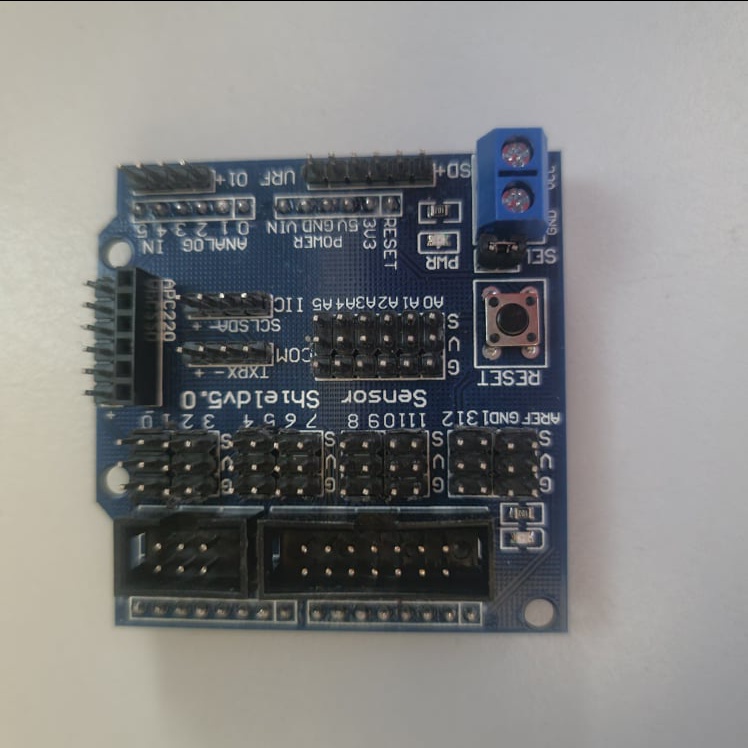 G G G G
V V V V
S S S S
AREF GND 13 12 11 10 9 8 7 6 5 4 3 2 1 0
- +
Sensor Shieldv5.0
RESET
G
V
S
COM
TX RX - +
A0 A1 A2 A3 A4 A5
IIC
SCL SDA - +
APC220
SEL
PWR
GND
VCC
RESET
3V3
5V GND VIN
POWER
ANALOG IN
0 1 2 3 4 5
SD+
URF 01+